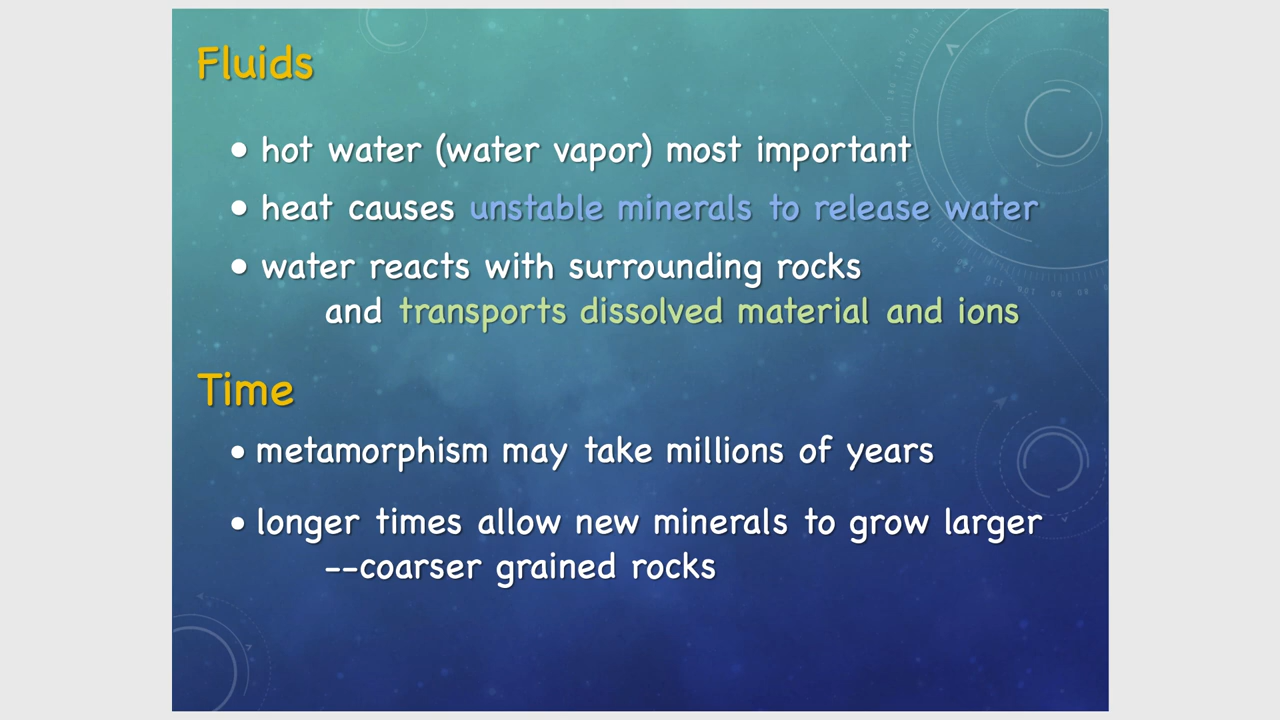 Fluids
• hot water (water vapor) most important
• heat causes unstable minerals to release water
• water reacts with surrounding rocks
and transports dissolved material and ions
Time
• metamorphism may take millions of years
• longer times allow new minerals to grow larger
--coarser grained rocks